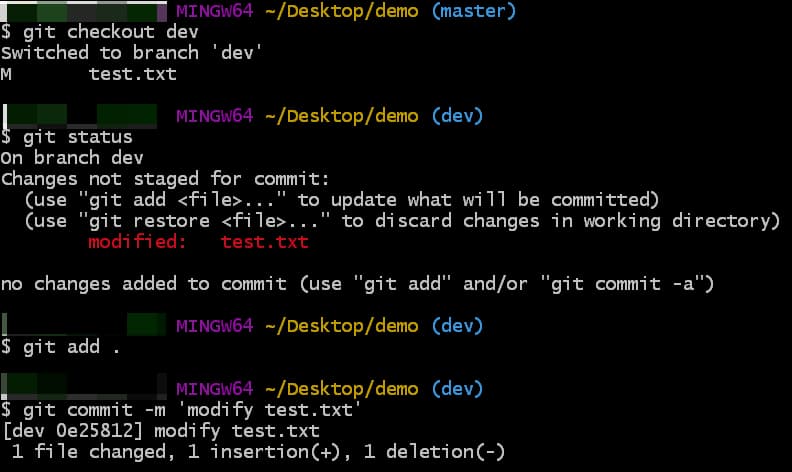 MINGW64 ~/Desktop/demo (master)
$ git checkout dev
Switched to branch 'dev'
M       test.txt
MINGW64 ~/Desktop/demo (dev)
$ git status
On branch dev
Changes not staged for commit:
  (use "git add <file>..." to update what will be committed)
  (use "git restore <file>..." to discard changes in working directory)
        modified:   test.txt
no changes added to commit (use "git add" and/or "git commit -a")
MINGW64 ~/Desktop/demo (dev)
$ git add .
MINGW64 ~/Desktop/demo (dev)
$ git commit -m 'modify test.txt'
[dev 0e25812] modify test.txt
 1 file changed, 1 insertion(+), 1 deletion(-)